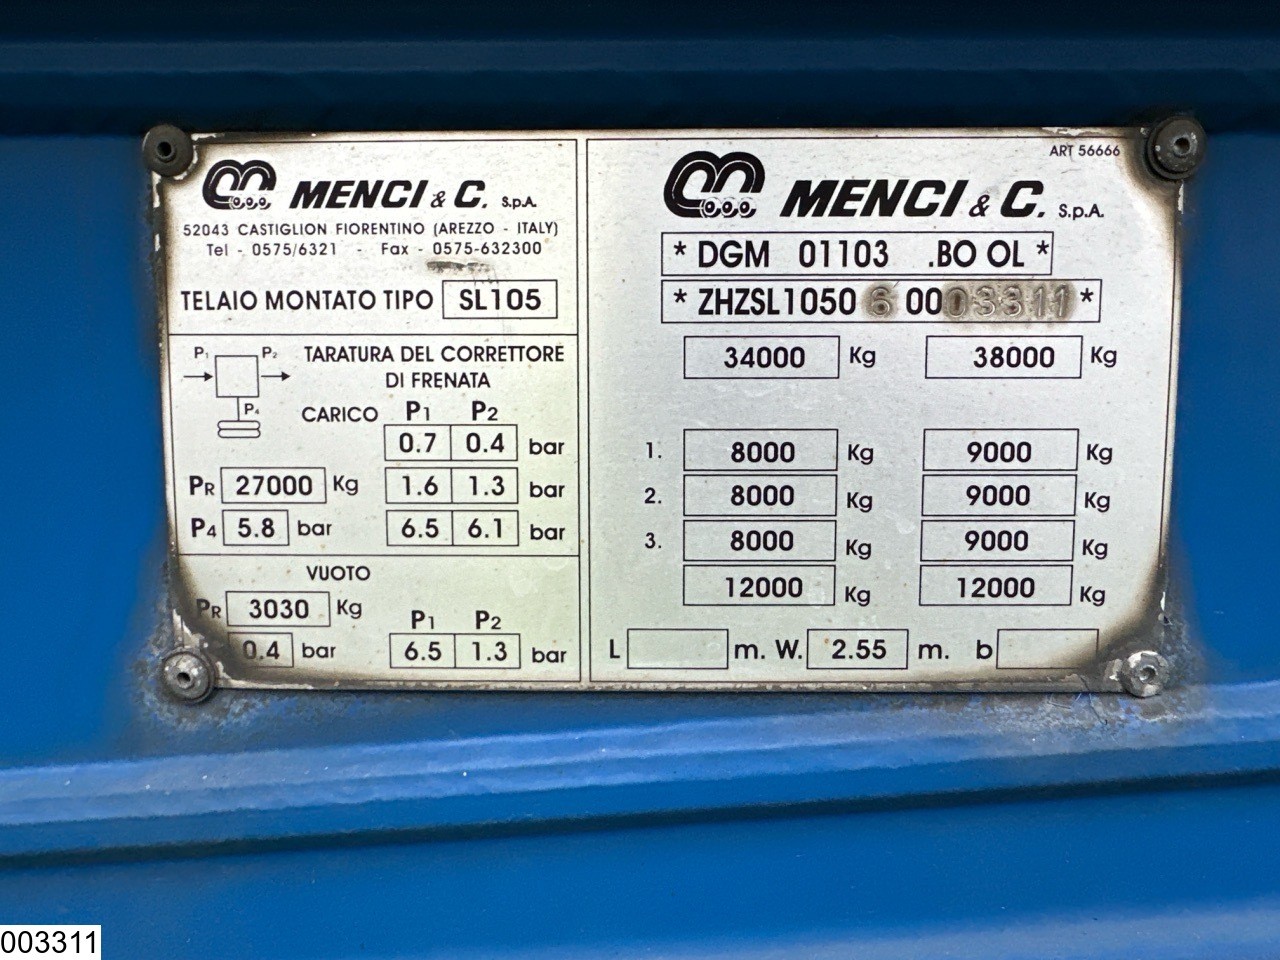 MENCI & C. S.p.A.
52043 CASTIGLION FIORENTINO (AREZZO - ITALY)
Tel - 0575/6321 - Fax - 0575-632300
TELAIO MONTATO TIPO SL105
P1 P2 TARATURA DEL CORRETTORE
DI FRENATA
P4
CARICO P1 P2
0.7 0.4 bar
PR 27000 Kg 1.6 1.3 bar
P4 5.8 bar 6.5 6.1 bar
VUOTO
PR 3030 Kg P1 P2
0.4 bar 6.5 1.3 bar
ART 56666
MENCI & C. S.p.A.
* DGM 01103 .BO OL *
* ZHZSL1050 6 00 003311 *
34000 Kg 38000 Kg
1. 8000 Kg 9000 Kg
2. 8000 Kg 9000 Kg
3. 8000 Kg 9000 Kg
12000 Kg 12000 Kg
L m. W. 2.55 m. b
003311